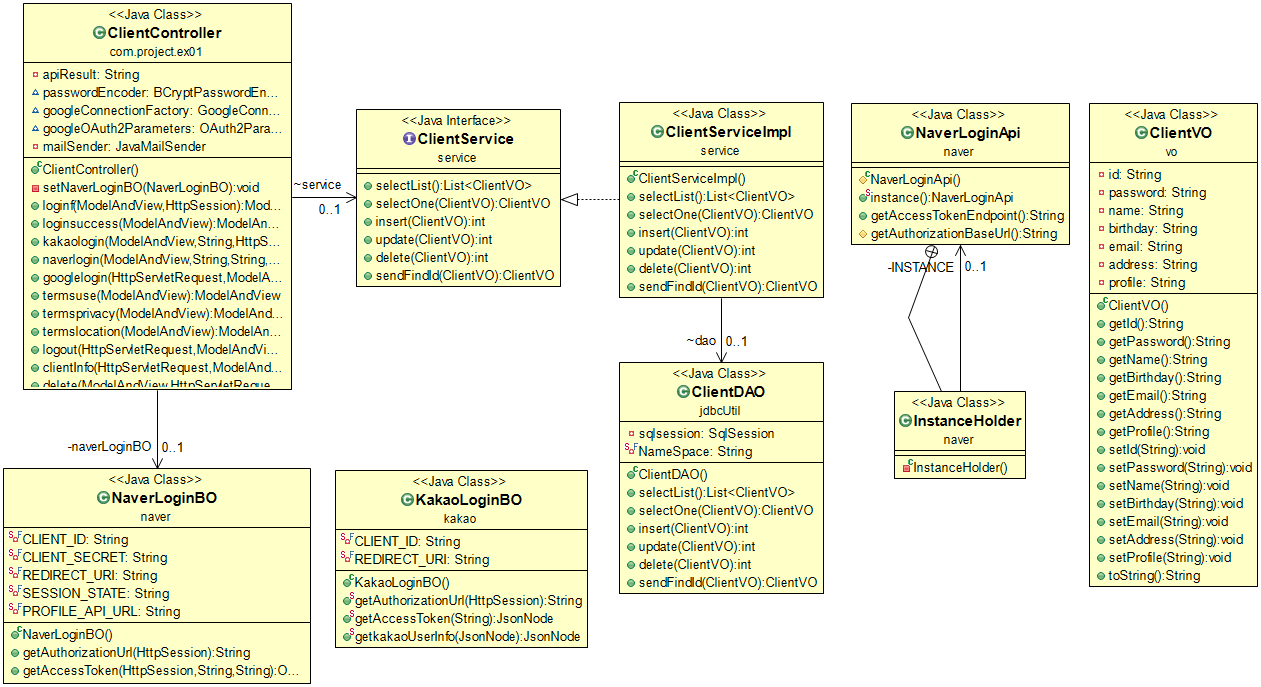 <<Java Class>>
ClientController
com.project.ex01
apiResult: String
passwordEncoder: BCryptPasswordEn...
googleConnectionFactory: GoogleConn...
googleOAuth2Parameters: OAuth2Para...
mailSender: JavaMailSender
ClientController()
setNaverLoginBO(NaverLoginBO):void
loginf(ModelAndView,HttpSession):Mod...
loginsuccess(ModelAndView):ModelAn...
kakaologin(ModelAndView,String,HttpS...
naverlogin(ModelAndView,String,String,...
googlelogin(HttpServletRequest,ModelA...
termsuse(ModelAndView):ModelAndView
termsprivacy(ModelAndView):ModelAnd...
termslocation(ModelAndView):ModelAn...
logout(HttpServletRequest,ModelAndVi...
clientInfo(HttpServletRequest,ModelAnd...
delete(ModelAndView,HttpServletReque...
~service
0..1
-naverLoginBO
0..1
<<Java Interface>>
ClientService
service
selectList():List<ClientVO>
selectOne(ClientVO):ClientVO
insert(ClientVO):int
update(ClientVO):int
delete(ClientVO):int
sendFindId(ClientVO):ClientVO
<<Java Class>>
ClientServiceImpl
service
ClientServiceImpl()
selectList():List<ClientVO>
selectOne(ClientVO):ClientVO
insert(ClientVO):int
update(ClientVO):int
delete(ClientVO):int
sendFindId(ClientVO):ClientVO
~dao
0..1
<<Java Class>>
ClientDAO
jdbcUtil
sqlsession: SqlSession
NameSpace: String
ClientDAO()
selectList():List<ClientVO>
selectOne(ClientVO):ClientVO
insert(ClientVO):int
update(ClientVO):int
delete(ClientVO):int
sendFindId(ClientVO):ClientVO
<<Java Class>>
NaverLoginApi
naver
NaverLoginApi()
instance():NaverLoginApi
getAccessTokenEndpoint():String
getAuthorizationBaseUrl():String
-INSTANCE
0..1
<<Java Class>>
InstanceHolder
naver
InstanceHolder()
<<Java Class>>
ClientVO
vo
id: String
password: String
name: String
birthday: String
email: String
address: String
profile: String
ClientVO()
getId():String
getPassword():String
getName():String
getBirthday():String
getEmail():String
getAddress():String
getProfile():String
setId(String):void
setPassword(String):void
setName(String):void
setBirthday(String):void
setEmail(String):void
setAddress(String):void
setProfile(String):void
toString():String
<<Java Class>>
NaverLoginBO
naver
CLIENT_ID: String
CLIENT_SECRET: String
REDIRECT_URI: String
SESSION_STATE: String
PROFILE_API_URL: String
NaverLoginBO()
getAuthorizationUrl(HttpSession):String
getAccessToken(HttpSession,String,String):O...
<<Java Class>>
KakaoLoginBO
kakao
CLIENT_ID: String
REDIRECT_URI: String
KakaoLoginBO()
getAuthorizationUrl(HttpSession):String
getAccessToken(String):JsonNode
getkakaoUserInfo(JsonNode):JsonNode